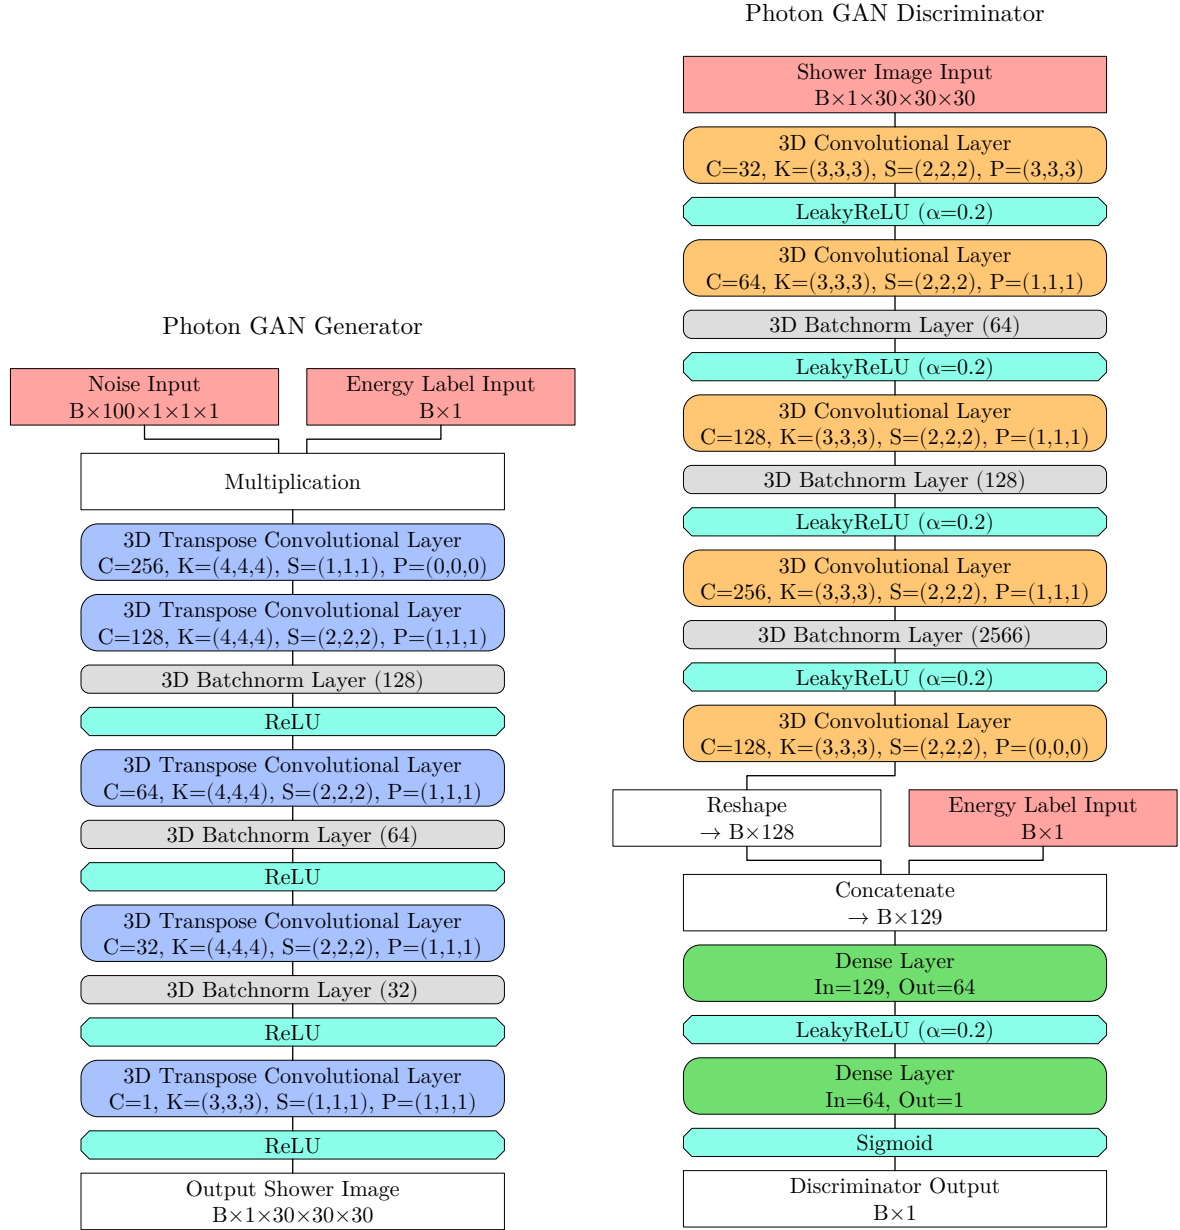 Photon GAN Generator
Noise Input
B×100×1×1×1
Energy Label Input
B×1
Multiplication
3D Transpose Convolutional Layer
C=256, K=(4,4,4), S=(1,1,1), P=(0,0,0)
3D Transpose Convolutional Layer
C=128, K=(4,4,4), S=(2,2,2), P=(1,1,1)
3D Batchnorm Layer (128)
ReLU
3D Transpose Convolutional Layer
C=64, K=(4,4,4), S=(2,2,2), P=(1,1,1)
3D Batchnorm Layer (64)
ReLU
3D Transpose Convolutional Layer
C=32, K=(4,4,4), S=(2,2,2), P=(1,1,1)
3D Batchnorm Layer (32)
ReLU
3D Transpose Convolutional Layer
C=1, K=(3,3,3), S=(1,1,1), P=(1,1,1)
ReLU
Output Shower Image
B×1×30×30×30
Photon GAN Discriminator
Shower Image Input
B×1×30×30×30
3D Convolutional Layer
C=32, K=(3,3,3), S=(2,2,2), P=(3,3,3)
LeakyReLU (α=0.2)
3D Convolutional Layer
C=64, K=(3,3,3), S=(2,2,2), P=(1,1,1)
3D Batchnorm Layer (64)
LeakyReLU (α=0.2)
3D Convolutional Layer
C=128, K=(3,3,3), S=(2,2,2), P=(1,1,1)
3D Batchnorm Layer (128)
LeakyReLU (α=0.2)
3D Convolutional Layer
C=256, K=(3,3,3), S=(2,2,2), P=(1,1,1)
3D Batchnorm Layer (2566)
LeakyReLU (α=0.2)
3D Convolutional Layer
C=128, K=(3,3,3), S=(2,2,2), P=(0,0,0)
Reshape
→ B×128
Energy Label Input
B×1
Concatenate
→ B×129
Dense Layer
In=129, Out=64
LeakyReLU (α=0.2)
Dense Layer
In=64, Out=1
Sigmoid
Discriminator Output
B×1